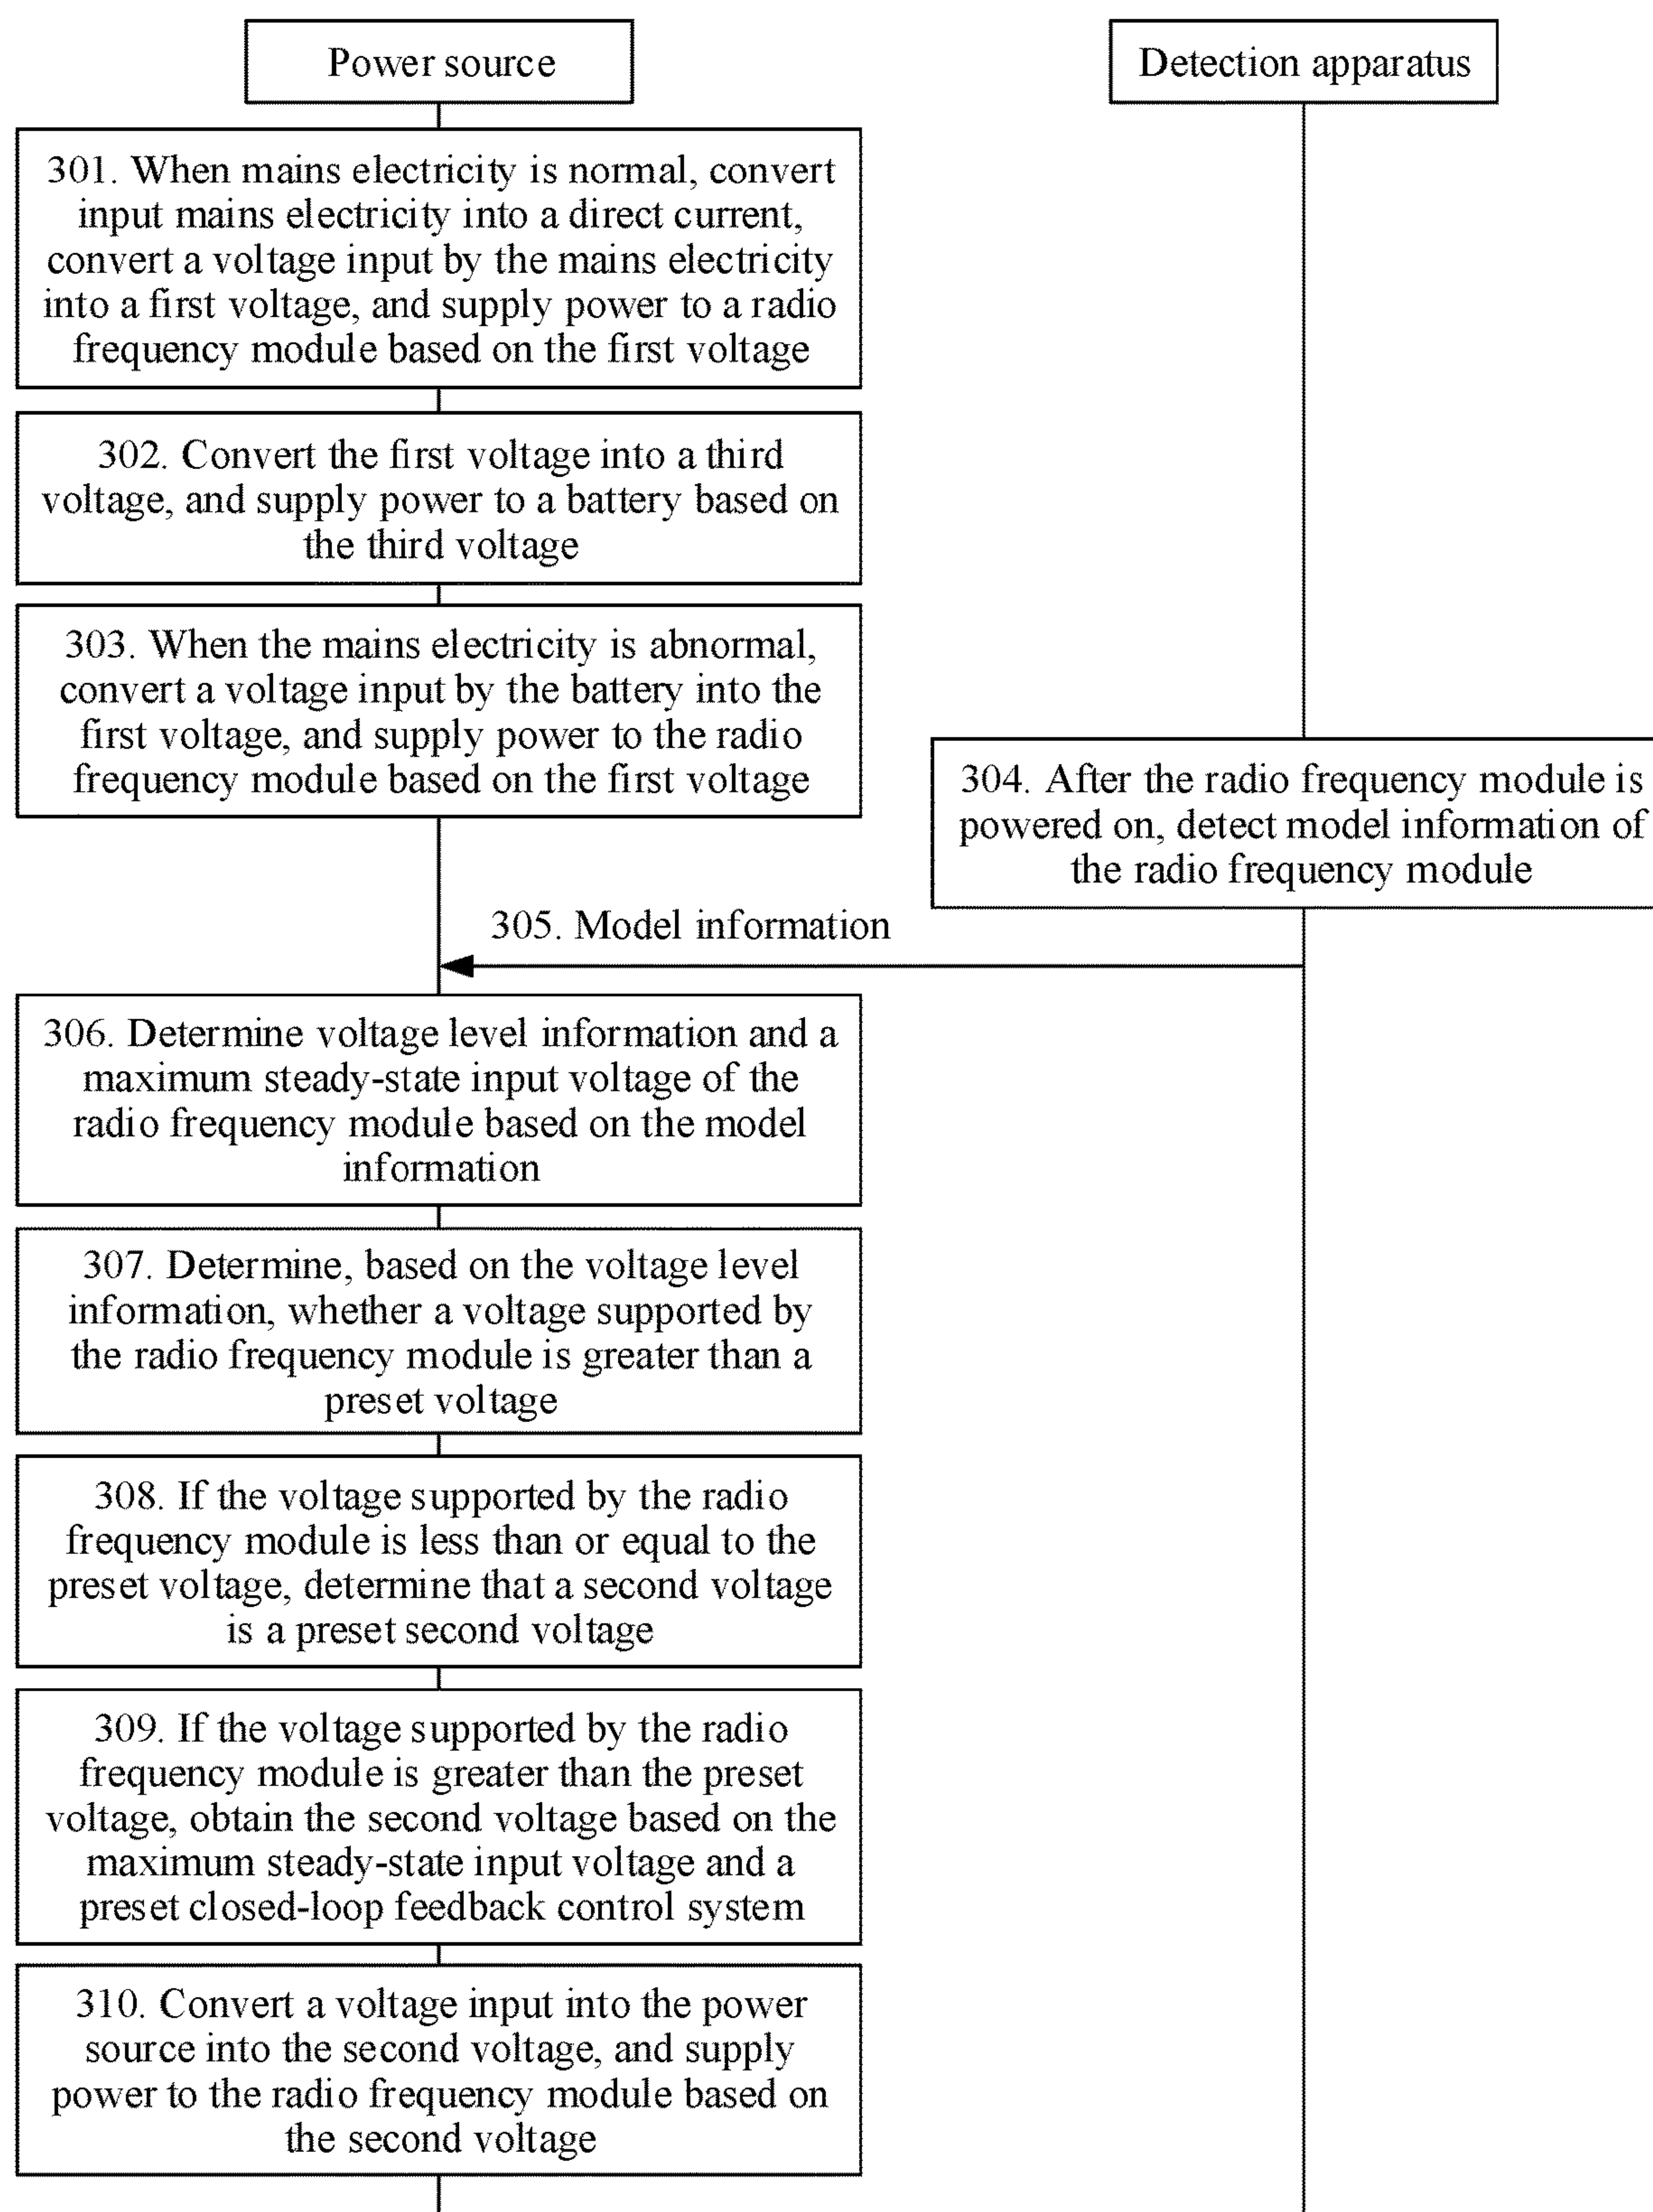 Power source
Detection apparatus
301. When mains electricity is normal, convert
input mains electricity into a direct current,
convert a voltage input by the mains electricity
into a first voltage, and supply power to a radio
frequency module based on the first voltage
302. Convert the first voltage into a third
voltage, and supply power to a battery based on
the third voltage
303. When the mains electricity is abnormal,
convert a voltage input by the battery into the
first voltage, and supply power to the radio
frequency module based on the first voltage
304. After the radio frequency module is
powered on, detect model information of
the radio frequency module
305. Model information
306. Determine voltage level information and a
maximum steady-state input voltage of the
radio frequency module based on the model
information
307. Determine, based on the voltage level
information, whether a voltage supported by
the radio frequency module is greater than a
preset voltage
308. If the voltage supported by the radio
frequency module is less than or equal to the
preset voltage, determine that a second voltage
is a preset second voltage
309. If the voltage supported by the radio
frequency module is greater than the preset
voltage, obtain the second voltage based on the
maximum steady-state input voltage and a
preset closed-loop feedback control system
310. Convert a voltage input into the power
source into the second voltage, and supply
power to the radio frequency module based on
the second voltage